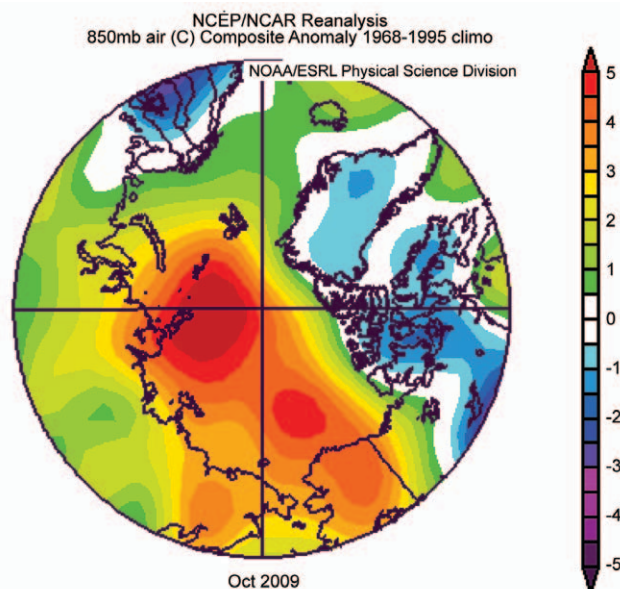 NCEP/NCAR Reanalysis
850mb air (C) Composite Anomaly 1968-1995 climo
NOAA/ESRL Physical Science Division
5
4
3
2
1
0
-1
-2
-3
-4
-5
Oct 2009